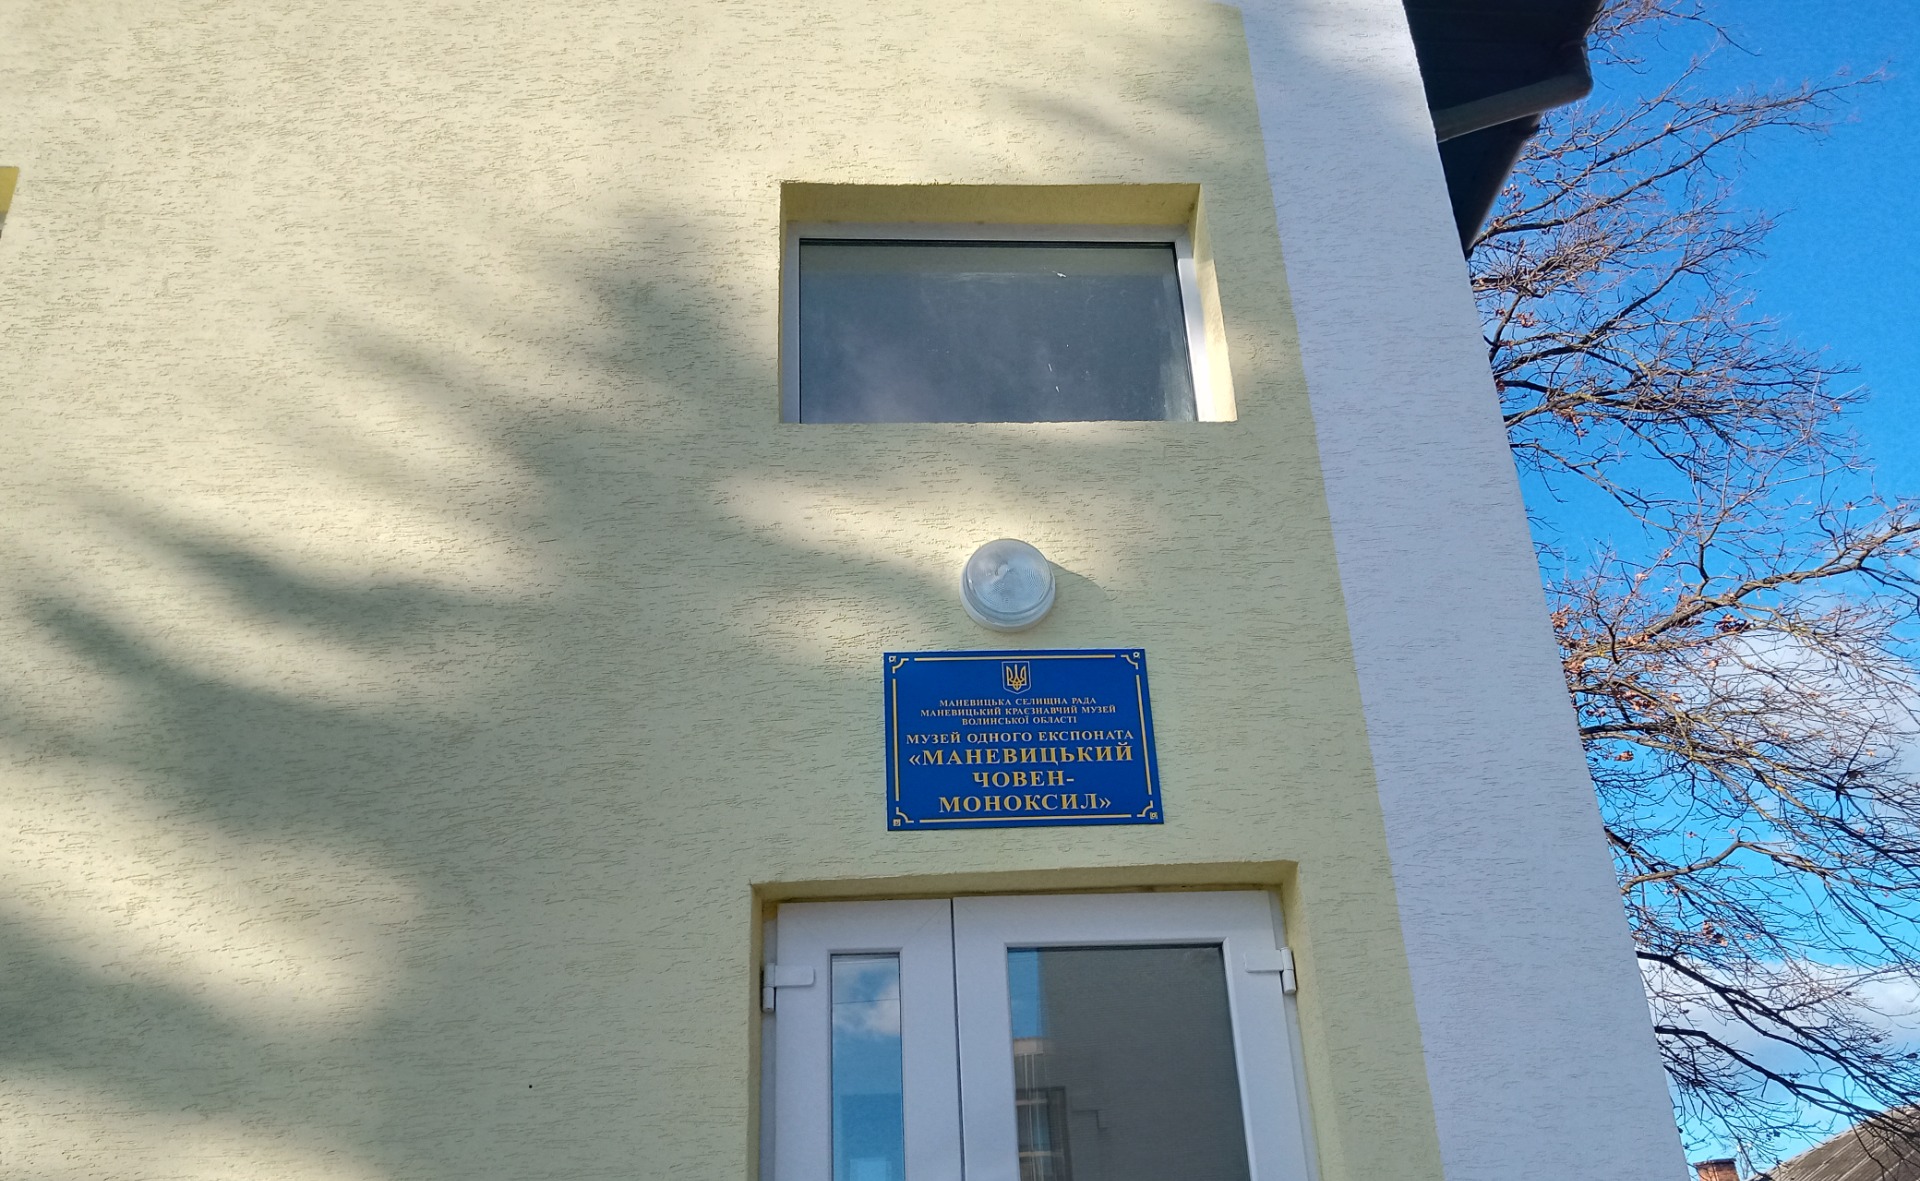 МАНЕВИЦЬКА СЕЛИЩНА РАДА
МАНЕВИЦЬКИЙ КРАЄЗНАВЧИЙ МУЗЕЙ
ВОЛИНСЬКОЇ ОБЛАСТІ
МУЗЕЙ ОДНОГО ЕКСПОНАТА
«МАНЕВИЦЬКИЙ
ЧОВЕН-
МОНОКСИЛ»